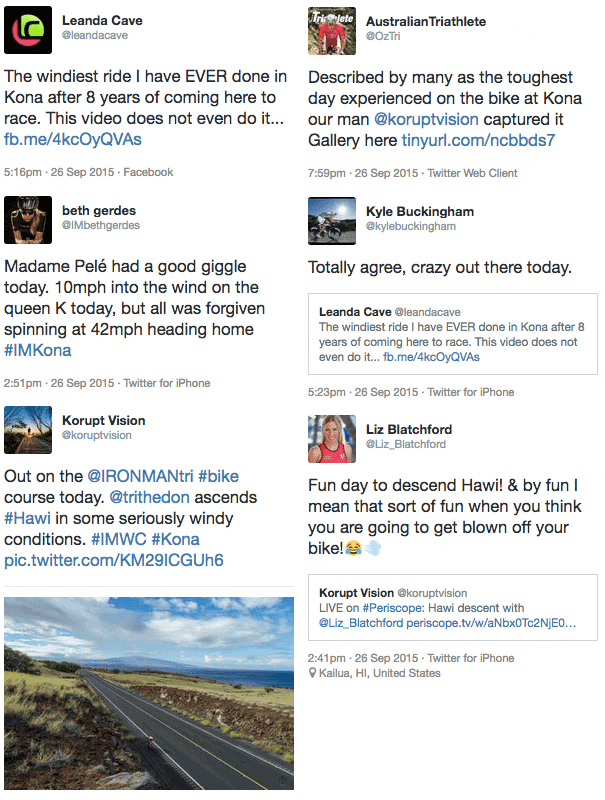 Leanda Cave
@leandacave
The windiest ride I have EVER done in
Kona after 8 years of coming here to
race. This video does not even do it...
fb.me/4kcOyQVAs
5:16pm · 26 Sep 2015 · Facebook
beth gerdes
@IMbethgerdes
Madame Pelé had a good giggle
today. 10mph into the wind on the
queen K today, but all was forgiven
spinning at 42mph heading home
#IMKona
2:51pm · 26 Sep 2015 · Twitter for iPhone
Korupt Vision
@koruptvision
Out on the @IRONMANtri #bike
course today. @trithedon ascends
#Hawi in some seriously windy
conditions. #IMWC #Kona
pic.twitter.com/KM29ICGUh6
AustralianTriathlete
@OzTri
Described by many as the toughest
day experienced on the bike at Kona
our man @koruptvision captured it
Gallery here tinyurl.com/ncbbds7
7:59pm · 26 Sep 2015 · Twitter Web Client
Kyle Buckingham
@kylebuckingham
Totally agree, crazy out there today.
Leanda Cave @leandacave
The windiest ride I have EVER done in Kona after 8
years of coming here to race. This video does not
even do it... fb.me/4kcOyQVAs
5:23pm · 26 Sep 2015 · Twitter for iPhone
Liz Blatchford
@Liz_Blatchford
Fun day to descend Hawi! & by fun I
mean that sort of fun when you think
you are going to get blown off your
bike!😂💨
Korupt Vision @koruptvision
LIVE on #Periscope: Hawi descent with
@Liz_Blatchford periscope.tv/w/aNbx0Tc2NjE0...
2:41pm · 26 Sep 2015 · Twitter for iPhone
Kailua, HI, United States